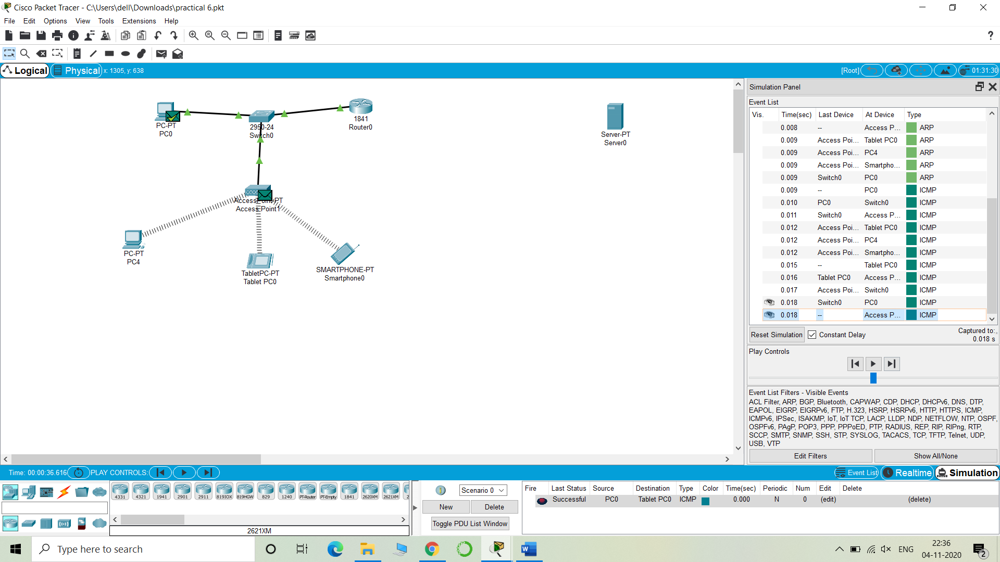 Cisco Packet Tracer - C:\Users\dell\Downloads\practical 6.pkt
File Edit Options View Tools Extensions Help
?
Logical Physical x: 1305, y: 638 [Root] 01:31:30
PC-PT
PC0
2950-24
Switch0
1841
Router0
Server-PT
Server0
AccessPoint-PT
Access Point1
PC-PT
PC4
TabletPC-PT
Tablet PC0
SMARTPHONE-PT
Smartphone0
Simulation Panel
Event List
Vis. Time(sec) Last Device At Device Type
0.008 -- Access P... ARP
0.009 Access Poi... Tablet PC0 ARP
0.009 Access Poi... PC4 ARP
0.009 Access Poi... Smartpho... ARP
0.009 Switch0 PC0 ARP
0.009 -- PC0 ICMP
0.010 PC0 Switch0 ICMP
0.011 Switch0 Access P... ICMP
0.012 Access Poi... Tablet PC0 ICMP
0.012 Access Poi... PC4 ICMP
0.012 Access Poi... Smartpho... ICMP
0.015 -- Tablet PC0 ICMP
0.016 Tablet PC0 Access P... ICMP
0.017 Access Poi... Switch0 ICMP
0.018 Switch0 PC0 ICMP
0.018 -- Access P... ICMP
Reset Simulation Constant Delay Captured to:
0.018 s
Play Controls
Event List Filters - Visible Events
ACL Filter, ARP, BGP, Bluetooth, CAPWAP, CDP, DHCP, DHCPv6, DNS, DTP,
EAPOL, EIGRP, EIGRPv6, FTP, H.323, HSRP, HSRPv6, HTTP, HTTPS, ICMP,
ICMPv6, IPSec, ISAKMP, IoT, IoT TCP, LACP, LLDP, NDP, NETFLOW, NTP, OSPF,
OSPFv6, PAgP, POP3, PPP, PPPoED, PTP, RADIUS, REP, RIP, RIPng, RTP,
SCCP, SMTP, SNMP, SSH, STP, SYSLOG, TACACS, TCP, TFTP, Telnet, UDP,
USB, VTP
Edit Filters Show All/None
Time: 00:00:36.616 PLAY CONTROLS: Event List Realtime Simulation
4331 4321 1941 2901 2911 819IOX 819HGW 829 1240 PT-Router PT-Empty 1841 2620XM 2621XM
2621XM
Scenario 0
New Delete
Toggle PDU List Window
Fire Last Status Source Destination Type Color Time(sec) Periodic Num Edit Delete
Successful PC0 Tablet PC0 ICMP 0.000 N 0 (edit) (delete)
Type here to search
ENG
22:36
04-11-2020
2